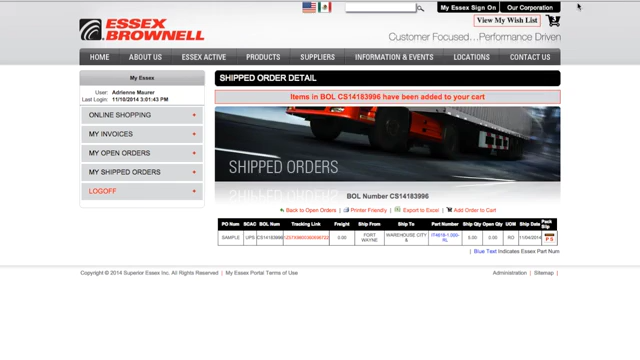 My Essex Sign On
Our Corporation
View My Wish List
ESSEX
BROWNELL
Customer Focused...Performance Driven
HOME ABOUT US ESSEX ACTIVE PRODUCTS SUPPLIERS INFORMATION & EVENTS LOCATIONS CONTACT US
My Essex
User: Adrianne Maurer
Last Login: 11/10/2014 3:01:43 PM
ONLINE SHOPPING +
MY INVOICES +
MY OPEN ORDERS +
MY SHIPPED ORDERS +
LOGOFF +
SHIPPED ORDER DETAIL
Items in BOL CS14183996 have been added to your cart
SHIPPED ORDERS
BOL Number CS14183996
Back to Open Orders | Printer Friendly | Export to Excel | Add Order to Cart
PO Num SCAC BOL Num Tracking Link Freight Ship From Ship To Part Number Ship Qty Open Qty UOM Ship Date Pack Slip
SAMPLE UPS CS14183996 0.00 FORT WAYNE WAREHOUSE CITY & 0.00 RO 11/04/2014 P S
| Blue Text Indicates Essex Part Num
Copyright © 2014 Superior Essex Inc. All Rights Reserved | My Essex Portal Terms of Use
Administration | Sitemap |